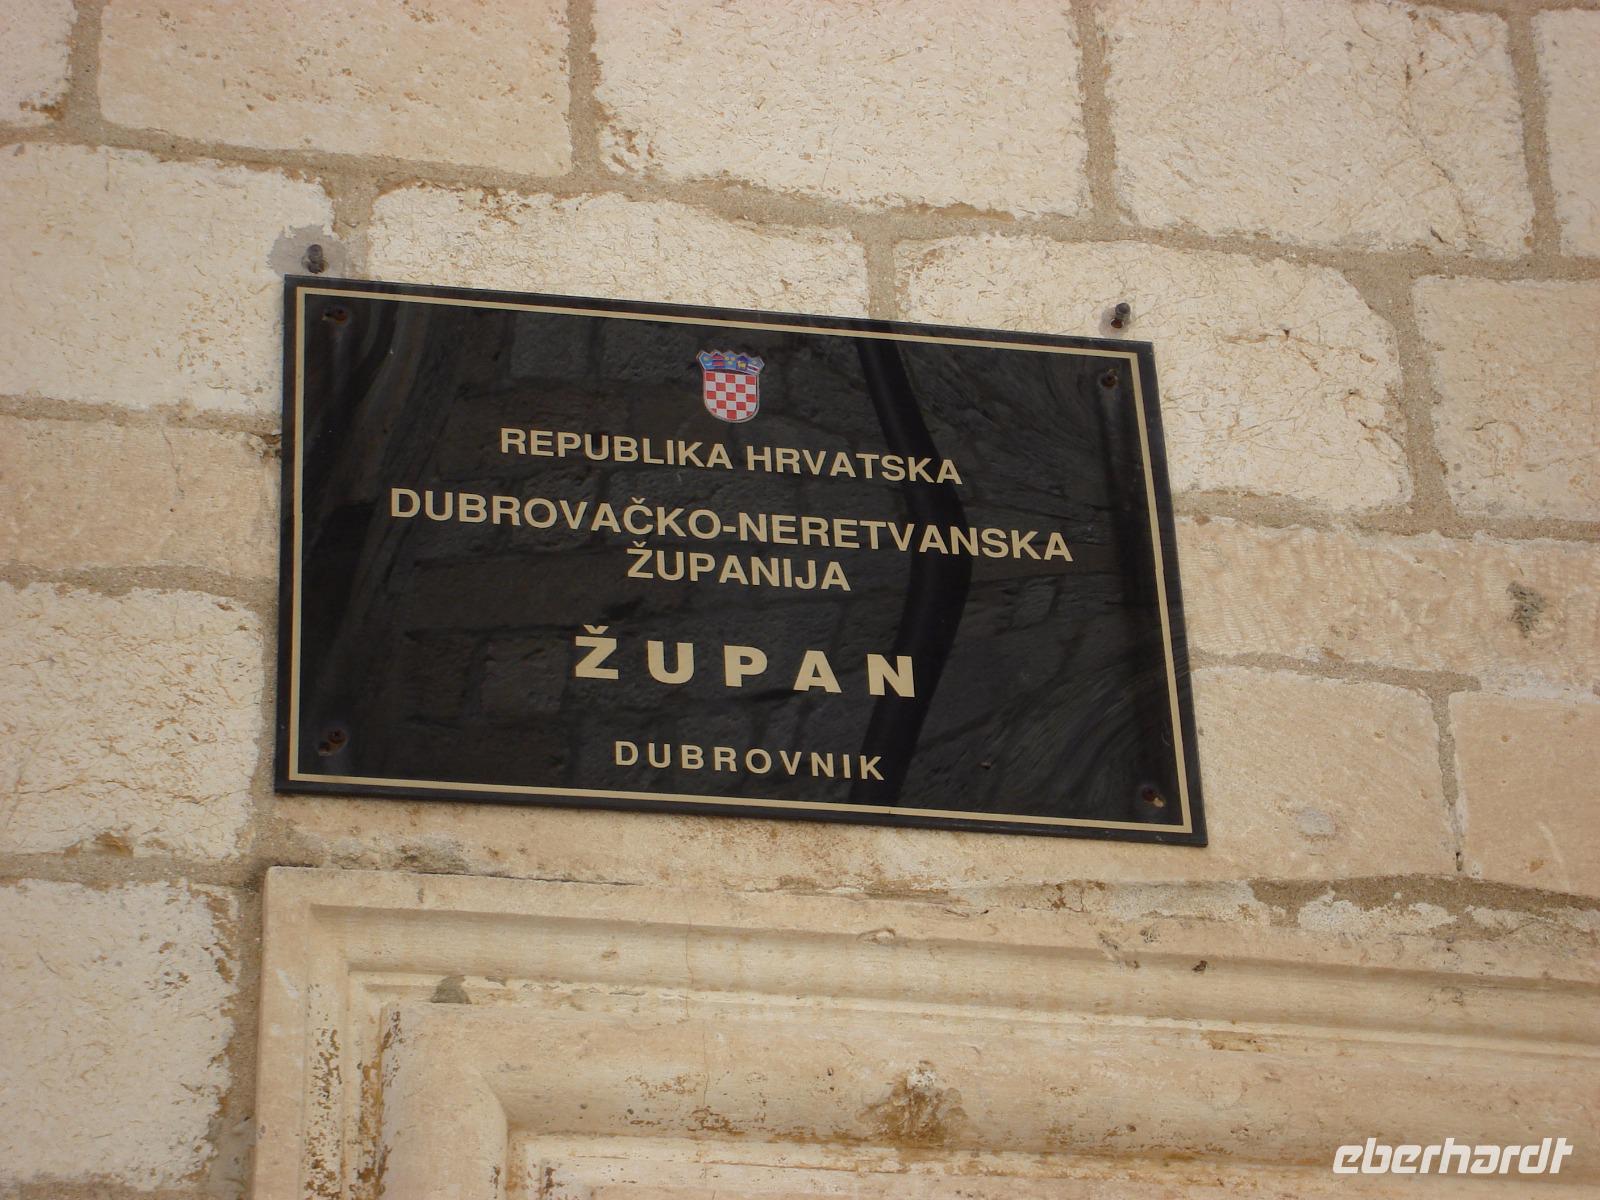 REPUBLIKA HRVATSKA
DUBROVAČKO-NERETVANSKA
ŽUPANIJA
ŽUPAN
DUBROVNIK
eberhardt